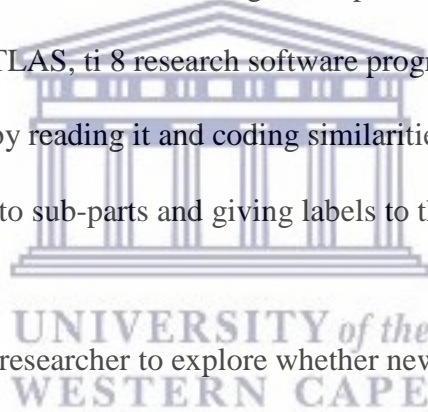 TLAS, ti 8 research software progr
by reading it and coding similaritie
to sub-parts and giving labels to th
UNIVERSITY of the
researcher to explore whether new
WESTERN CAPE